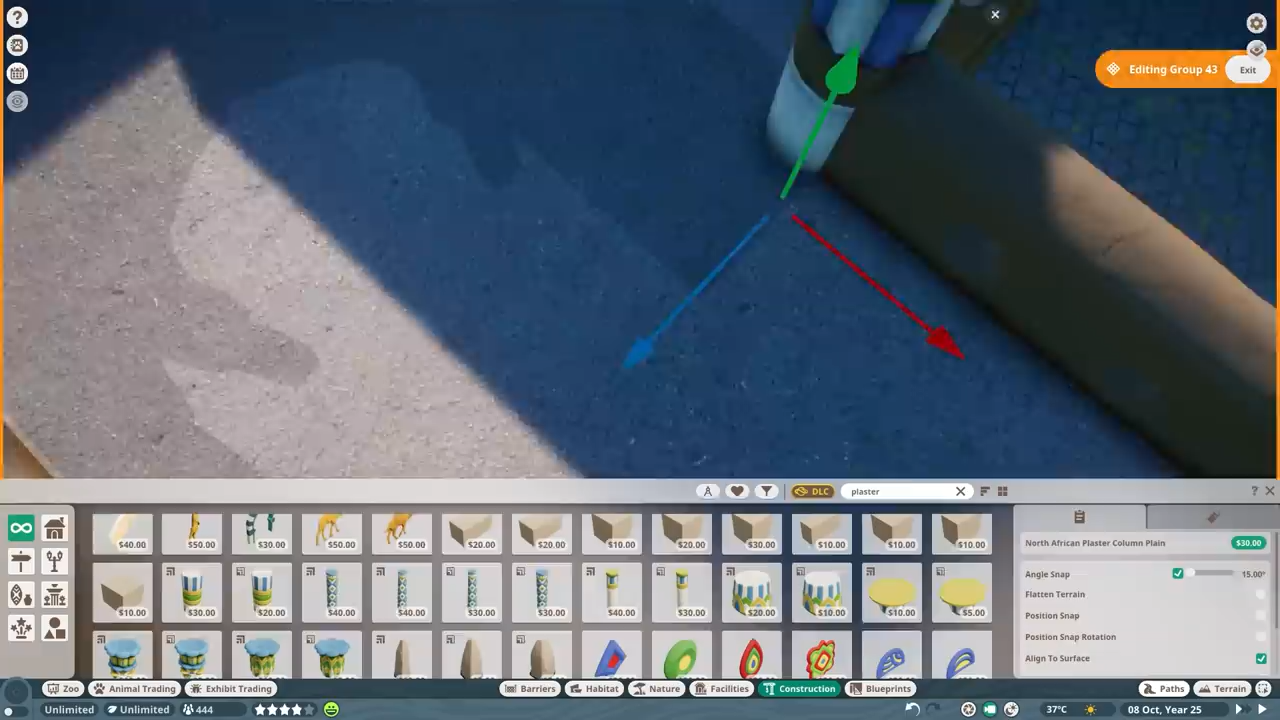 ?
Editing Group 43
Exit
DLC
plaster
?
$40.00
$50.00
$30.00
$50.00
$50.00
$20.00
$20.00
$10.00
$20.00
$30.00
$10.00
$10.00
$10.00
$10.00
$30.00
$20.00
$40.00
$40.00
$30.00
$30.00
$40.00
$30.00
$20.00
$10.00
$10.00
$5.00
North African Plaster Column Plain
$30.00
Angle Snap
15.00°
Flatten Terrain
Position Snap
Position Snap Rotation
Align To Surface
Zoo
Animal Trading
Exhibit Trading
Barriers
Habitat
Nature
Facilities
Construction
Blueprints
Paths
Terrain
Unlimited
Unlimited
444
37°C
08 Oct, Year 25